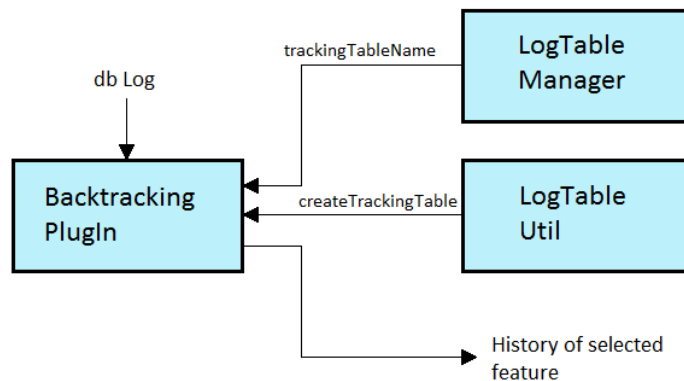 trackingTableName
LogTable
Manager
db Log
Backtracking
PlugIn
createTrackingTable
LogTable
Util
History of selected
feature